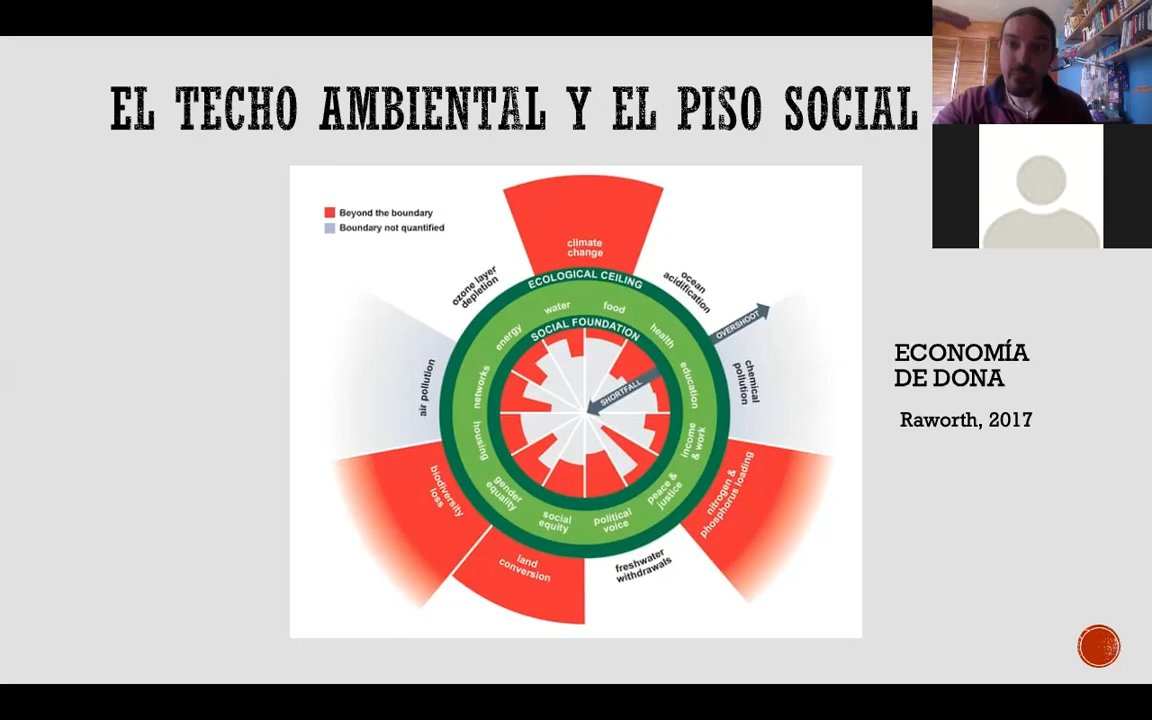 EL TECHO AMBIENTAL Y EL PISO SOCIAL
Beyond the boundary
Boundary not quantified
climate
change
ozone layer
depletion
ocean
acidification
ECOLOGICAL CEILING
OVERSHOOT
water
food
energy
SOCIAL FOUNDATION
health
air pollution
networks
SHORTFALL
education
chemical
pollution
housing
income
& work
biodiversity
loss
gender
equality
social
equity
political
voice
peace &
justice
nitrogen &
phosphorus loading
land
conversion
freshwater
withdrawals
ECONOMÍA
DE DONA
Raworth, 2017